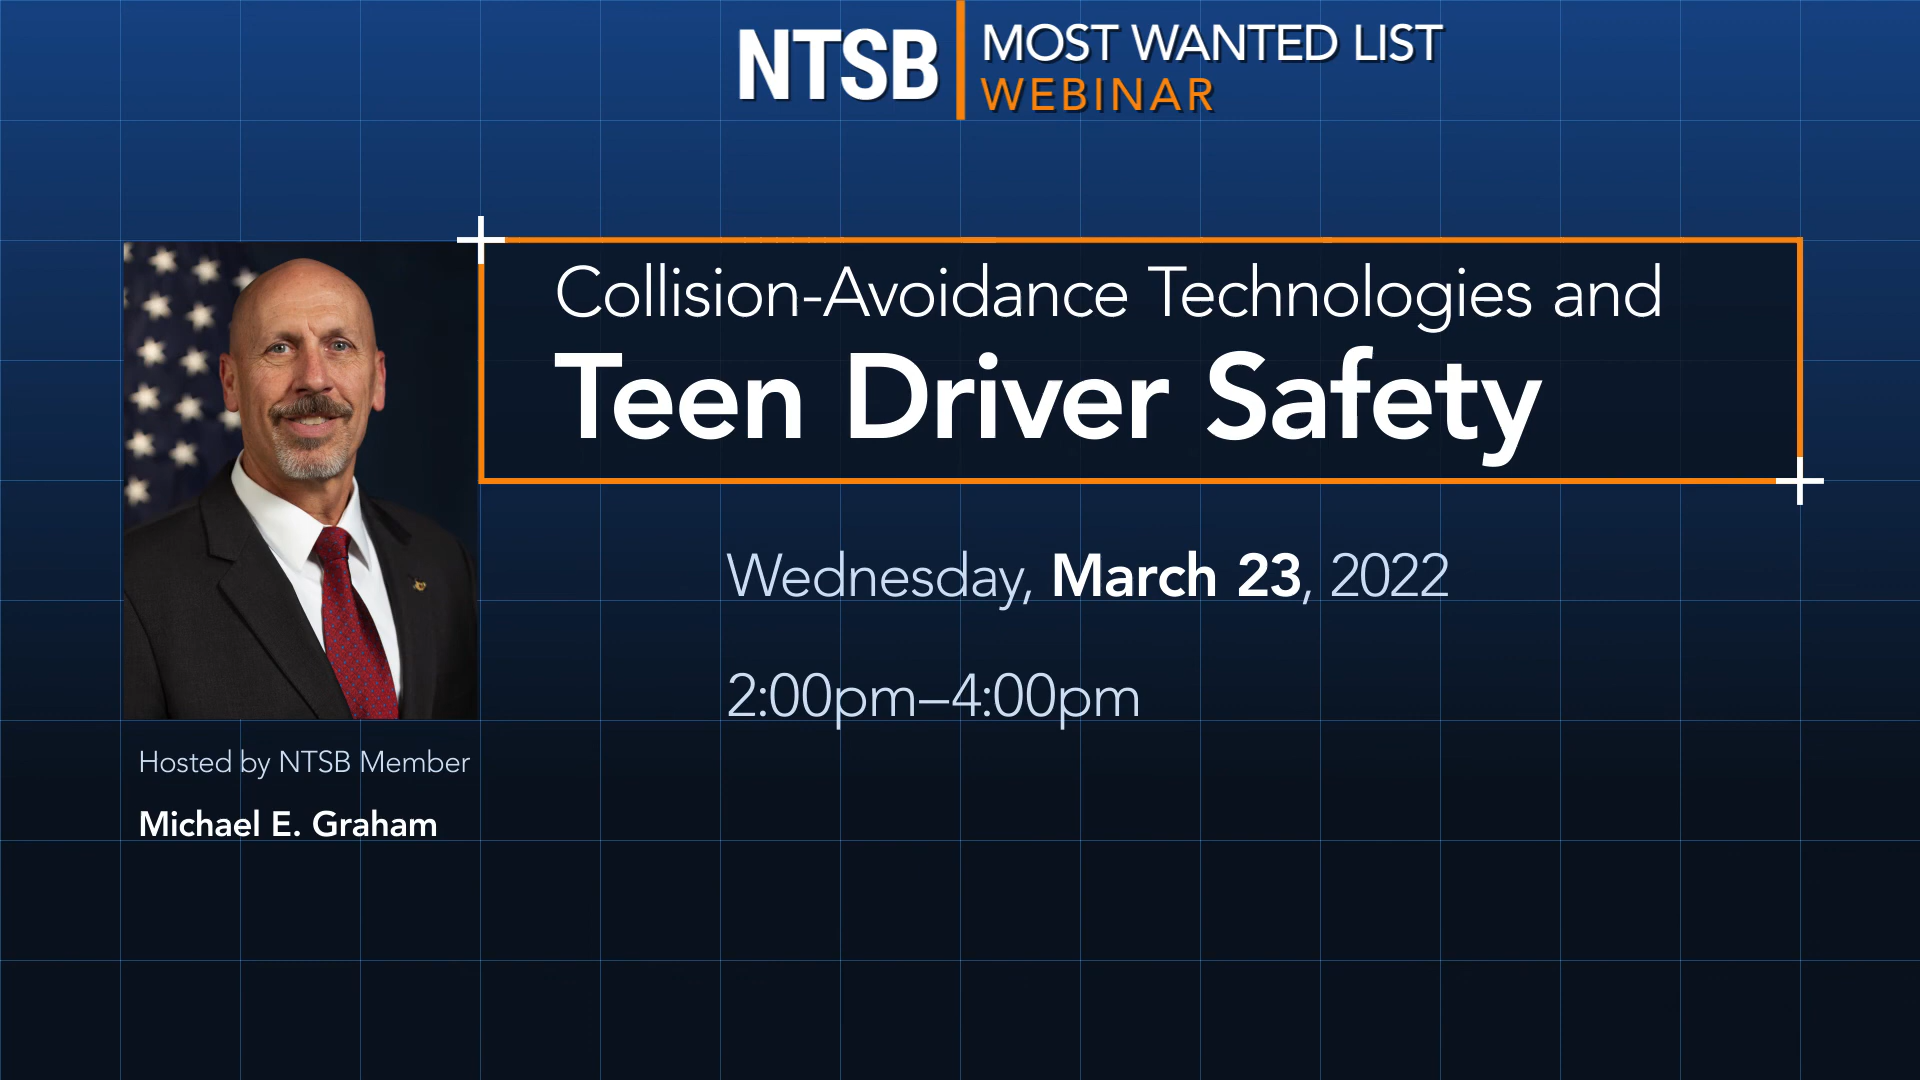 NTSB
MOST WANTED LIST
WEBINAR
Collision-Avoidance Technologies and
Teen Driver Safety
Wednesday, March 23, 2022
2:00pm–4:00pm
Hosted by NTSB Member
Michael E. Graham